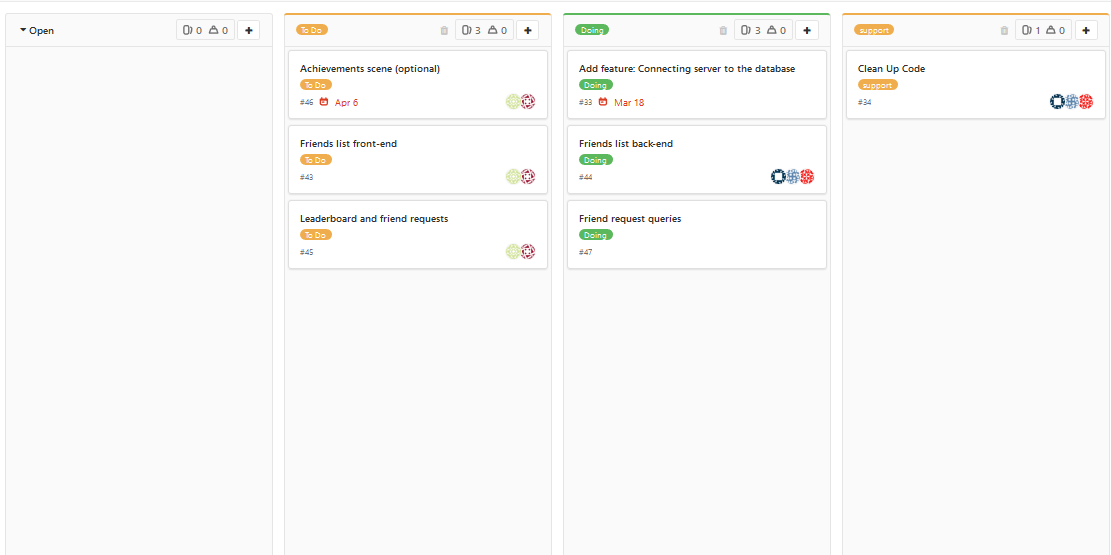 Open 0 0
To Do 3 0
Achievements scene (optional)
To Do
#46 Apr 6
Friends list front-end
To Do
#43
Leaderboard and friend requests
To Do
#45
Doing 3 0
Add feature: Connecting server to the database
Doing
#33 Mar 18
Friends list back-end
Doing
#44
Friend request queries
Doing
#47
support 1 0
Clean Up Code
support
#34